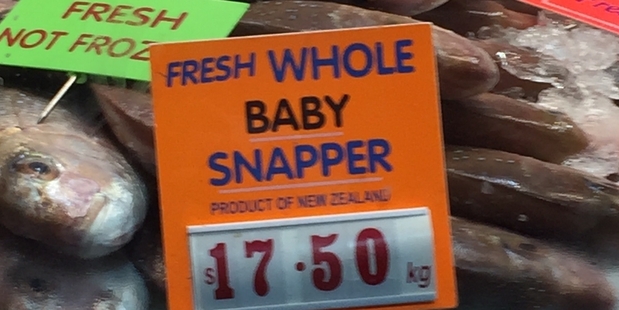 FRESH
NOT FROZ
FRESH WHOLE
BABY
SNAPPER
PRODUCT OF NEW ZEALAND
$17.50 kg